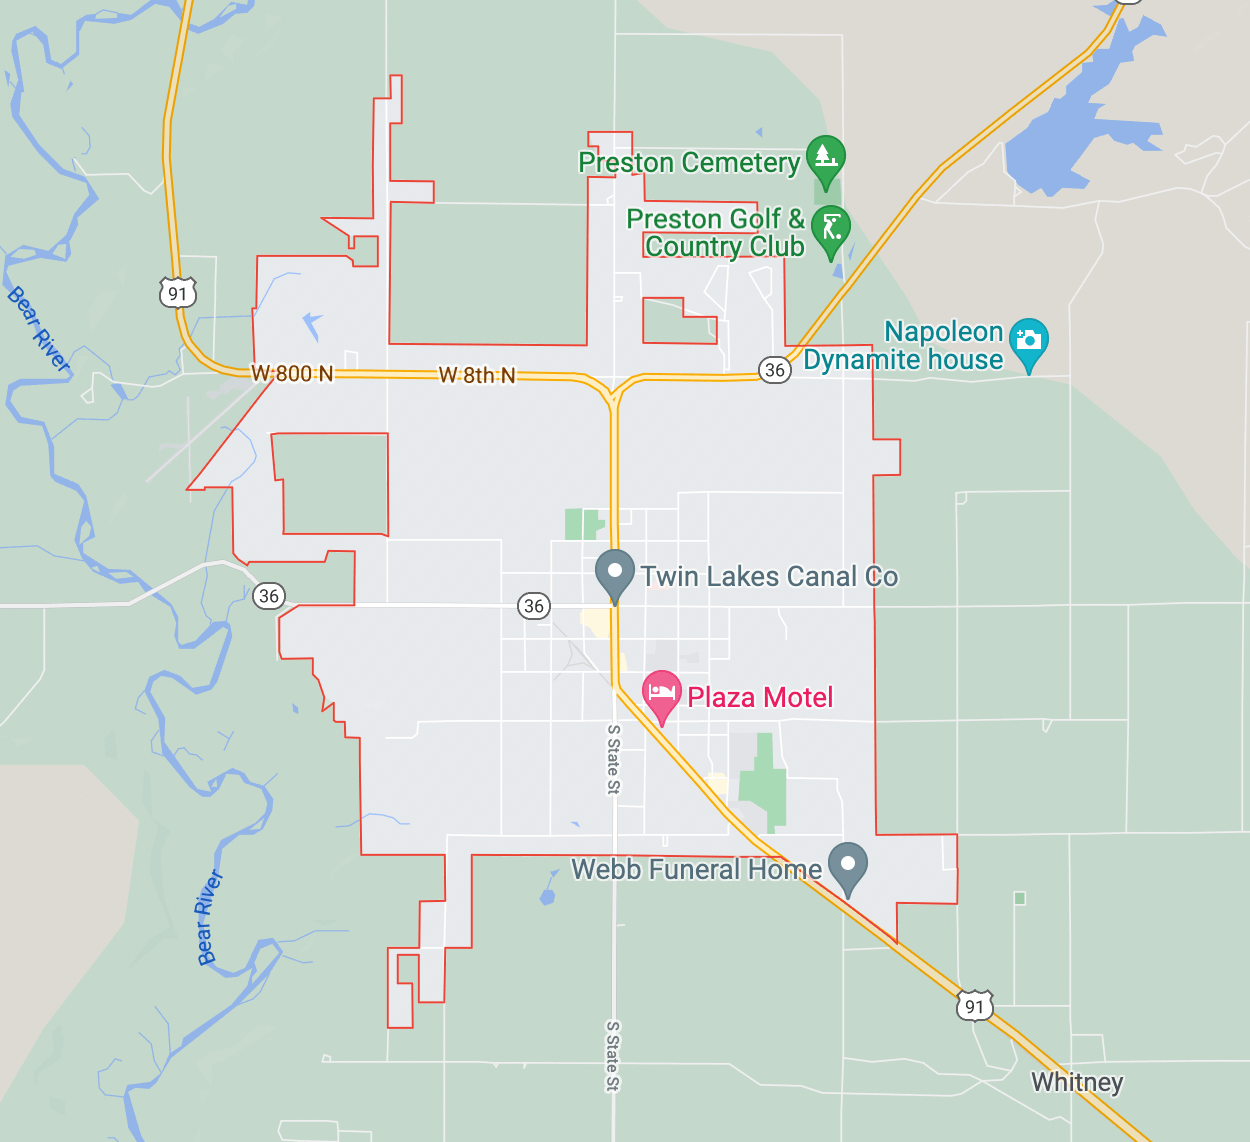 Preston Cemetery
Preston Golf &
Country Club
91
Bear River
Napoleon
Dynamite house
W 800 N
W 8th N
36
Twin Lakes Canal Co
36
36
Plaza Motel
S State St
Webb Funeral Home
Bear River
91
S State St
Whitney